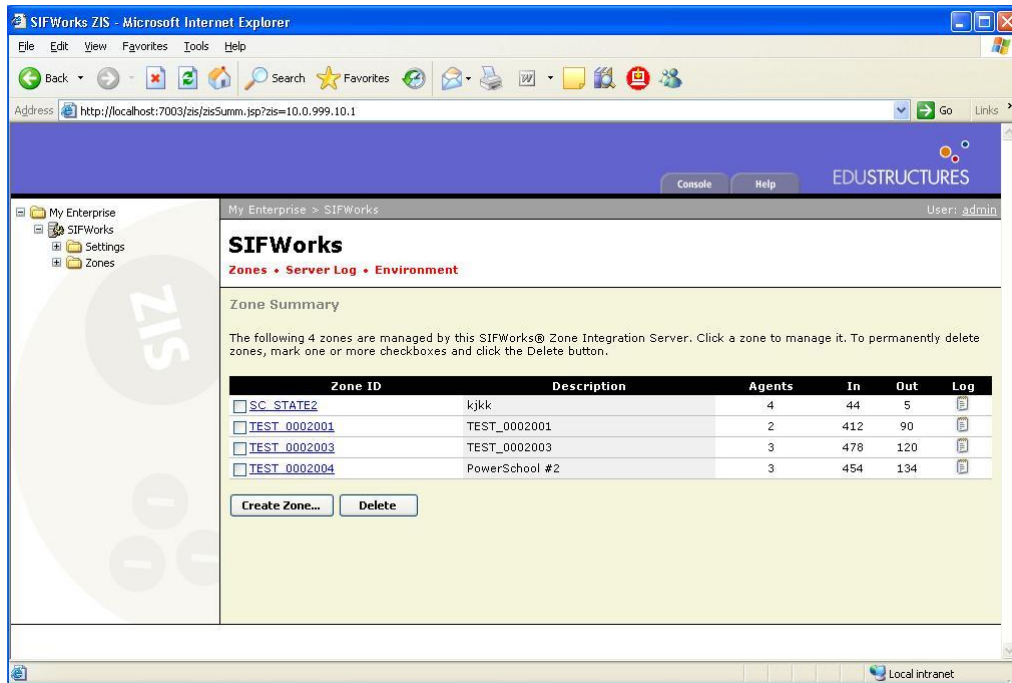 SIFWorks ZIS - Microsoft Internet Explorer
File Edit View Favorites Tools Help
Back Search Favorites
Address http://localhost:7003/zis/zisSumm.jsp?zis=10.0.999.10.1 Go Links
Console Help EDUSTRUCTURES
My Enterprise
SIFWorks
Settings
Zones
ZIS
My Enterprise > SIFWorks User: admin
SIFWorks
Zones • Server Log • Environment
Zone Summary
The following 4 zones are managed by this SIFWorks® Zone Integration Server. Click a zone to manage it. To permanently delete
zones, mark one or more checkboxes and click the Delete button.
Zone ID Description Agents In Out Log
SC_STATE2 kjkk 4 44 5
TEST_0002001 TEST_0002001 2 412 90
TEST_0002003 TEST_0002003 3 478 120
TEST_0002004 PowerSchool #2 3 454 134
Create Zone... Delete
Local intranet